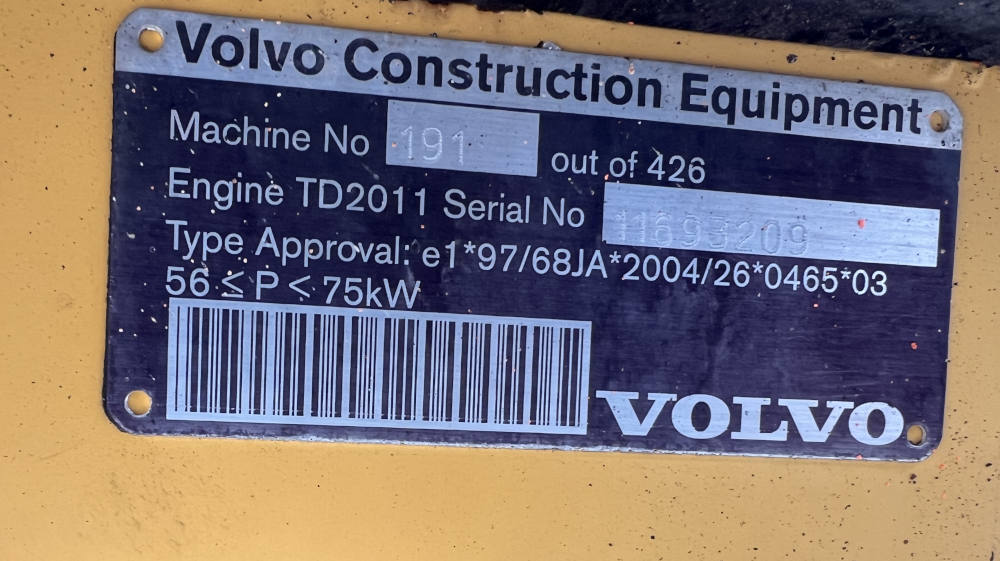 Volvo Construction Equipment
Machine No 191 out of 426
Engine TD2011 Serial No 11693209
Type Approval: e1*97/68JA*2004/26*0465*03
56 ≤ P < 75kW
VOLVO